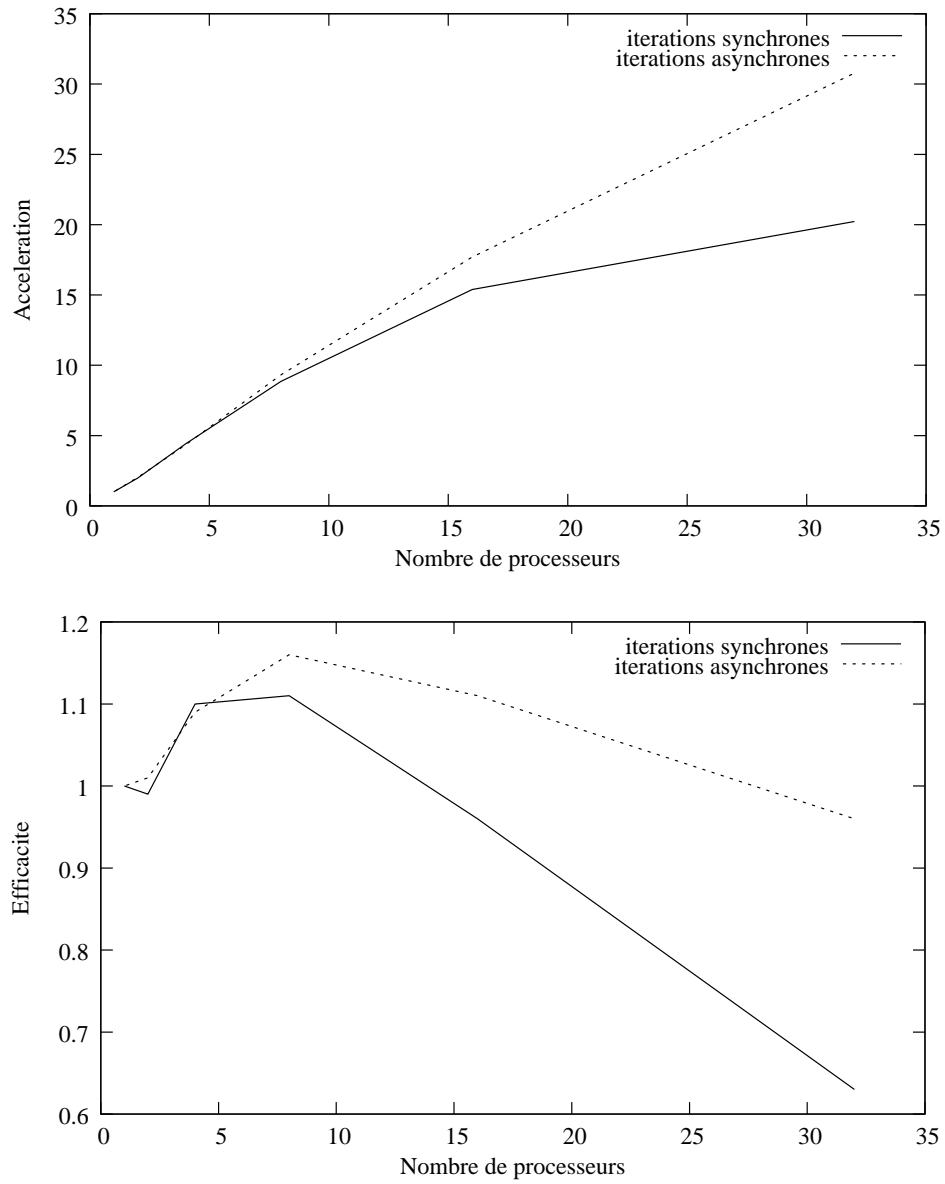 35
30
25
20
15
10
5
0
Acceleration
iterations synchrones
iterations asynchrones
0 5 10 15 20 25 30 35
Nombre de processeurs
1.2
1.1
1
0.9
0.8
0.7
0.6
Efficacite
iterations synchrones
iterations asynchrones
0 5 10 15 20 25 30 35
Nombre de processeurs